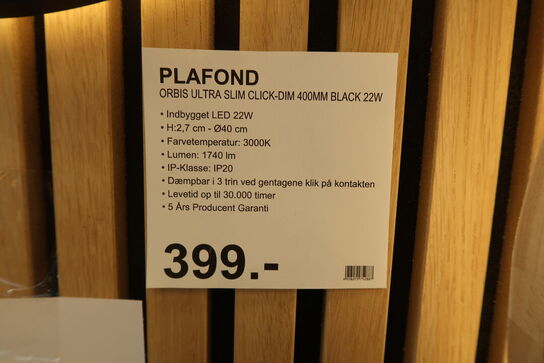 PLAFOND
ORBIS ULTRA SLIM CLICK-DIM 400MM BLACK 22W
• Indbygget LED 22W
• H:2,7 cm - Ø40 cm
• Farvetemperatur: 3000K
• Lumen: 1740 lm
• IP-Klasse: IP20
• Dæmpbar i 3 trin ved gentagene klik på kontakten
• Levetid op til 30.000 timer
• 5 Års Producent Garanti
399.-